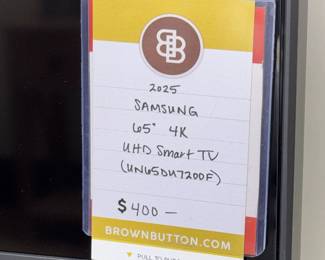 2025
SAMSUNG
65" 4K
UHD Smart TV
(UN65DU7200F)
$400—
BROWNBUTTON.COM